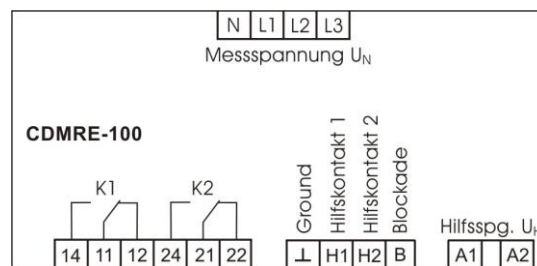 N L1 L2 L3
Messspannung UN
CDMRE-100
K1 K2
Ground
Hilfskontakt 1
Hilfskontakt 2
Blockade
Hilfsspg. UH
14 11 12 24 21 22
⊥ H1 H2 B
A1 A2